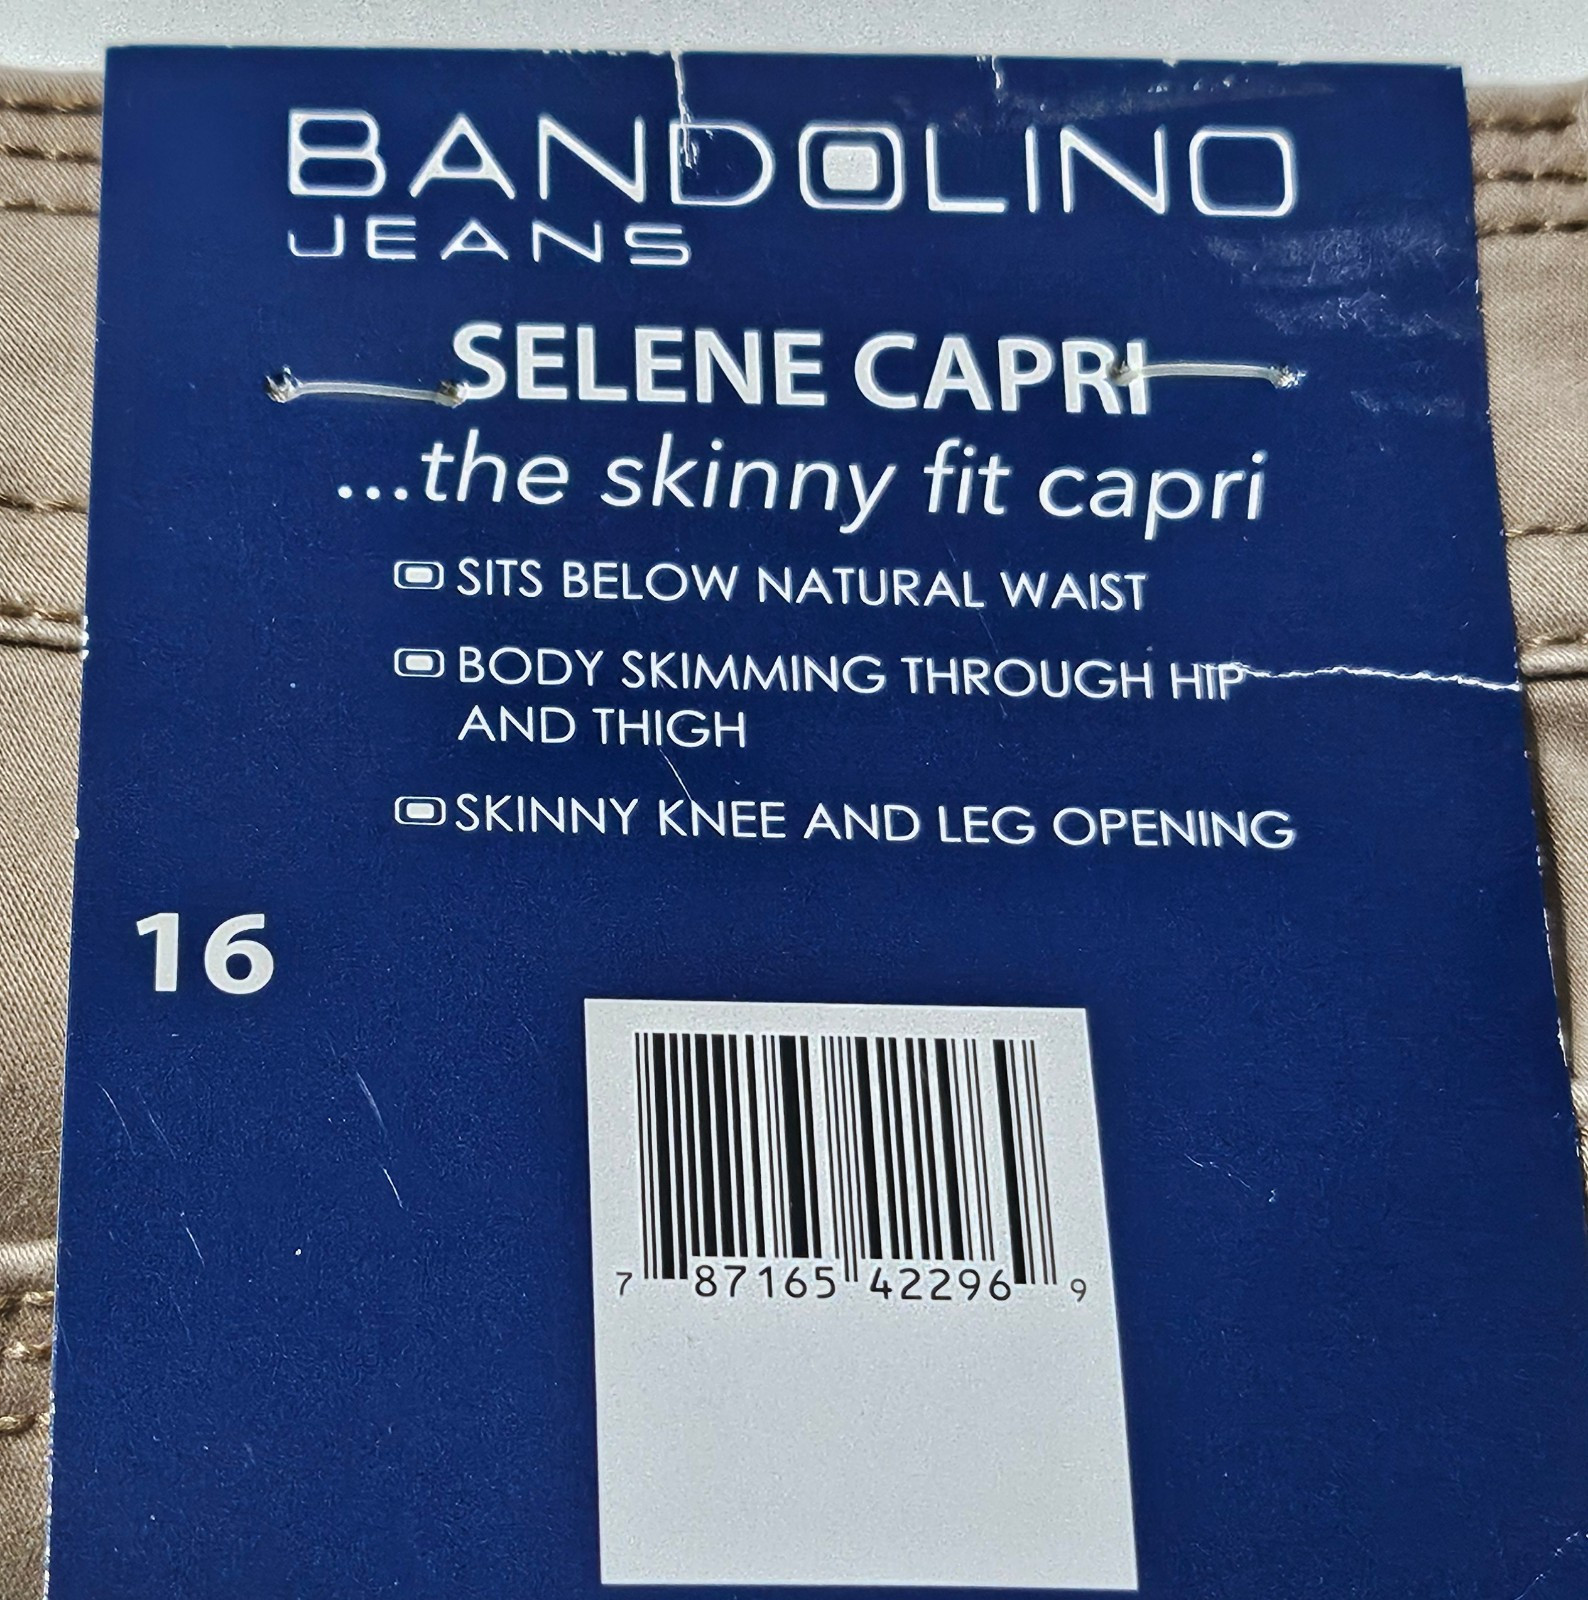 BANDOLINO
JEANS
SELENE CAPRI
...the skinny fit capri
SITS BELOW NATURAL WAIST
BODY SKIMMING THROUGH HIP
AND THIGH
SKINNY KNEE AND LEG OPENING
16
7 87165 42296 9